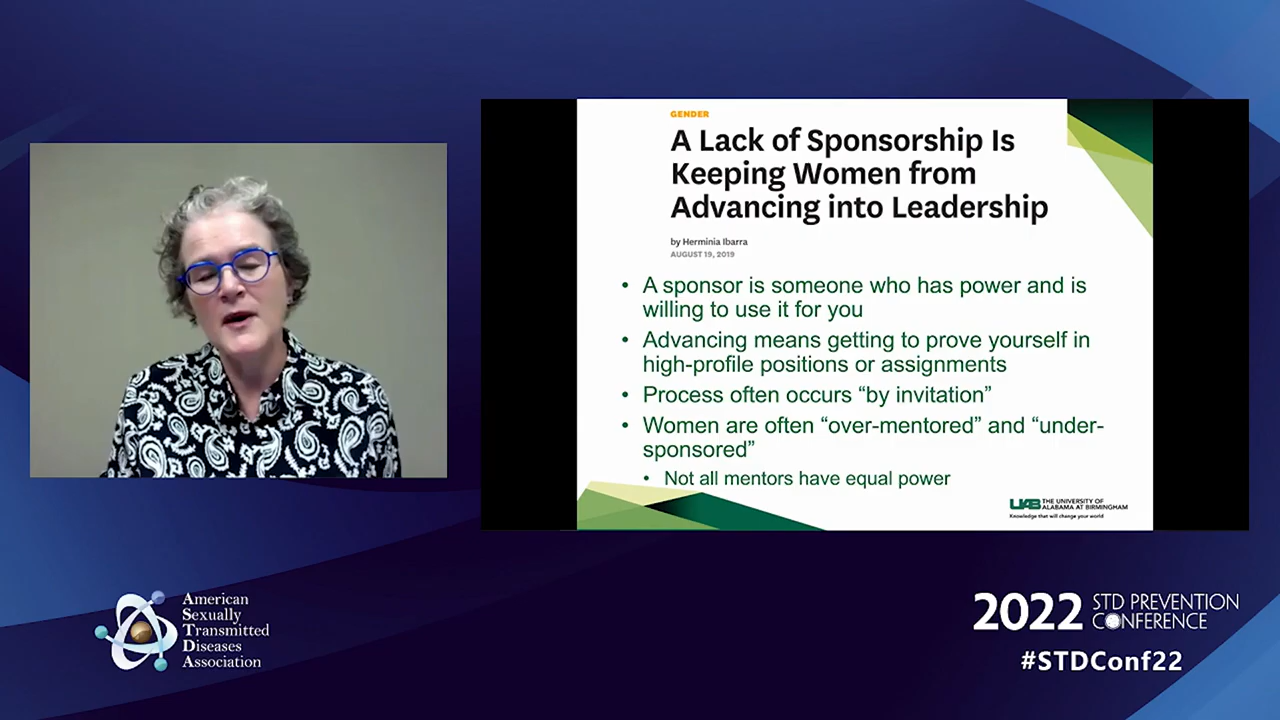 GENDER
A Lack of Sponsorship Is
Keeping Women from
Advancing into Leadership
by Herminia Ibarra
AUGUST 19, 2019
• A sponsor is someone who has power and is
willing to use it for you
• Advancing means getting to prove yourself in
high-profile positions or assignments
• Process often occurs “by invitation”
• Women are often “over-mentored” and “under-
sponsored”
• Not all mentors have equal power
UAB THE UNIVERSITY OF
ALABAMA AT BIRMINGHAM
Knowledge that will change your world
American
Sexually
Transmitted
Diseases
Association
2022 STD PREVENTION
CONFERENCE
#STDConf22